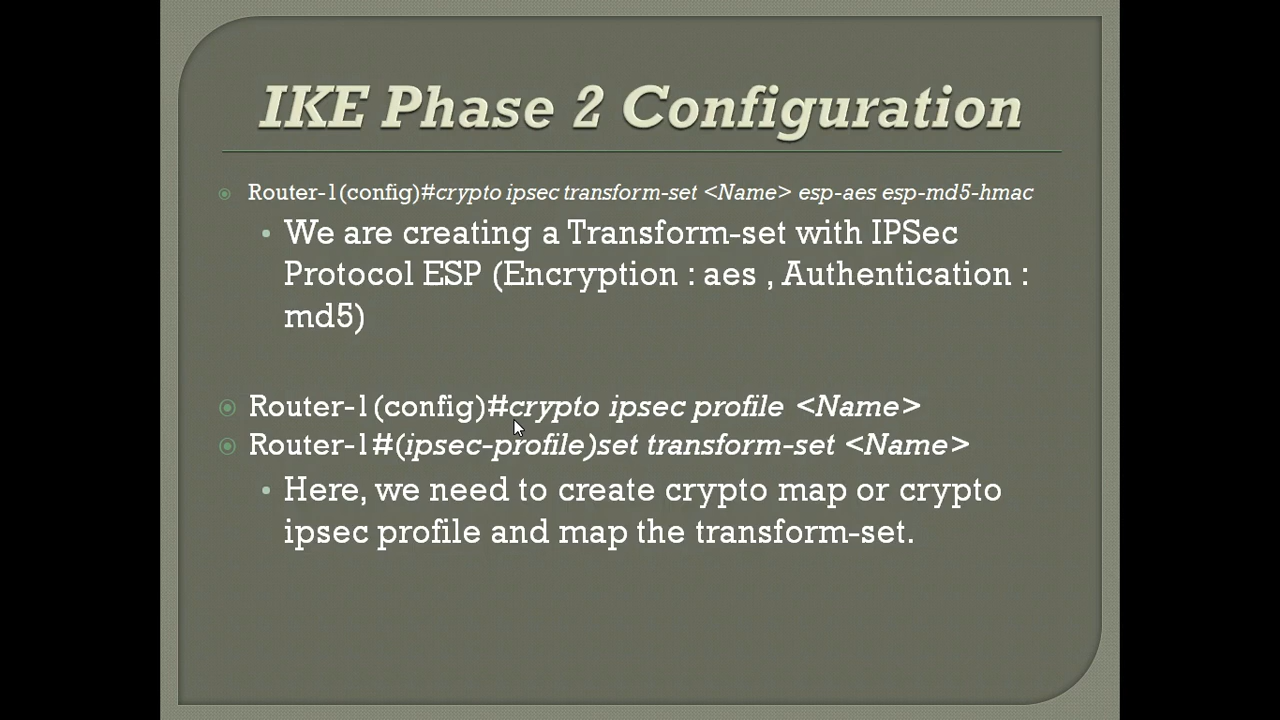 IKE Phase 2 Configuration
Router-1(config)#crypto ipsec transform-set <Name> esp-aes esp-md5-hmac
We are creating a Transform-set with IPSec
Protocol ESP (Encryption : aes , Authentication :
md5)
Router-1(config)#crypto ipsec profile <Name>
Router-1#(ipsec-profile)set transform-set <Name>
Here, we need to create crypto map or crypto
ipsec profile and map the transform-set.